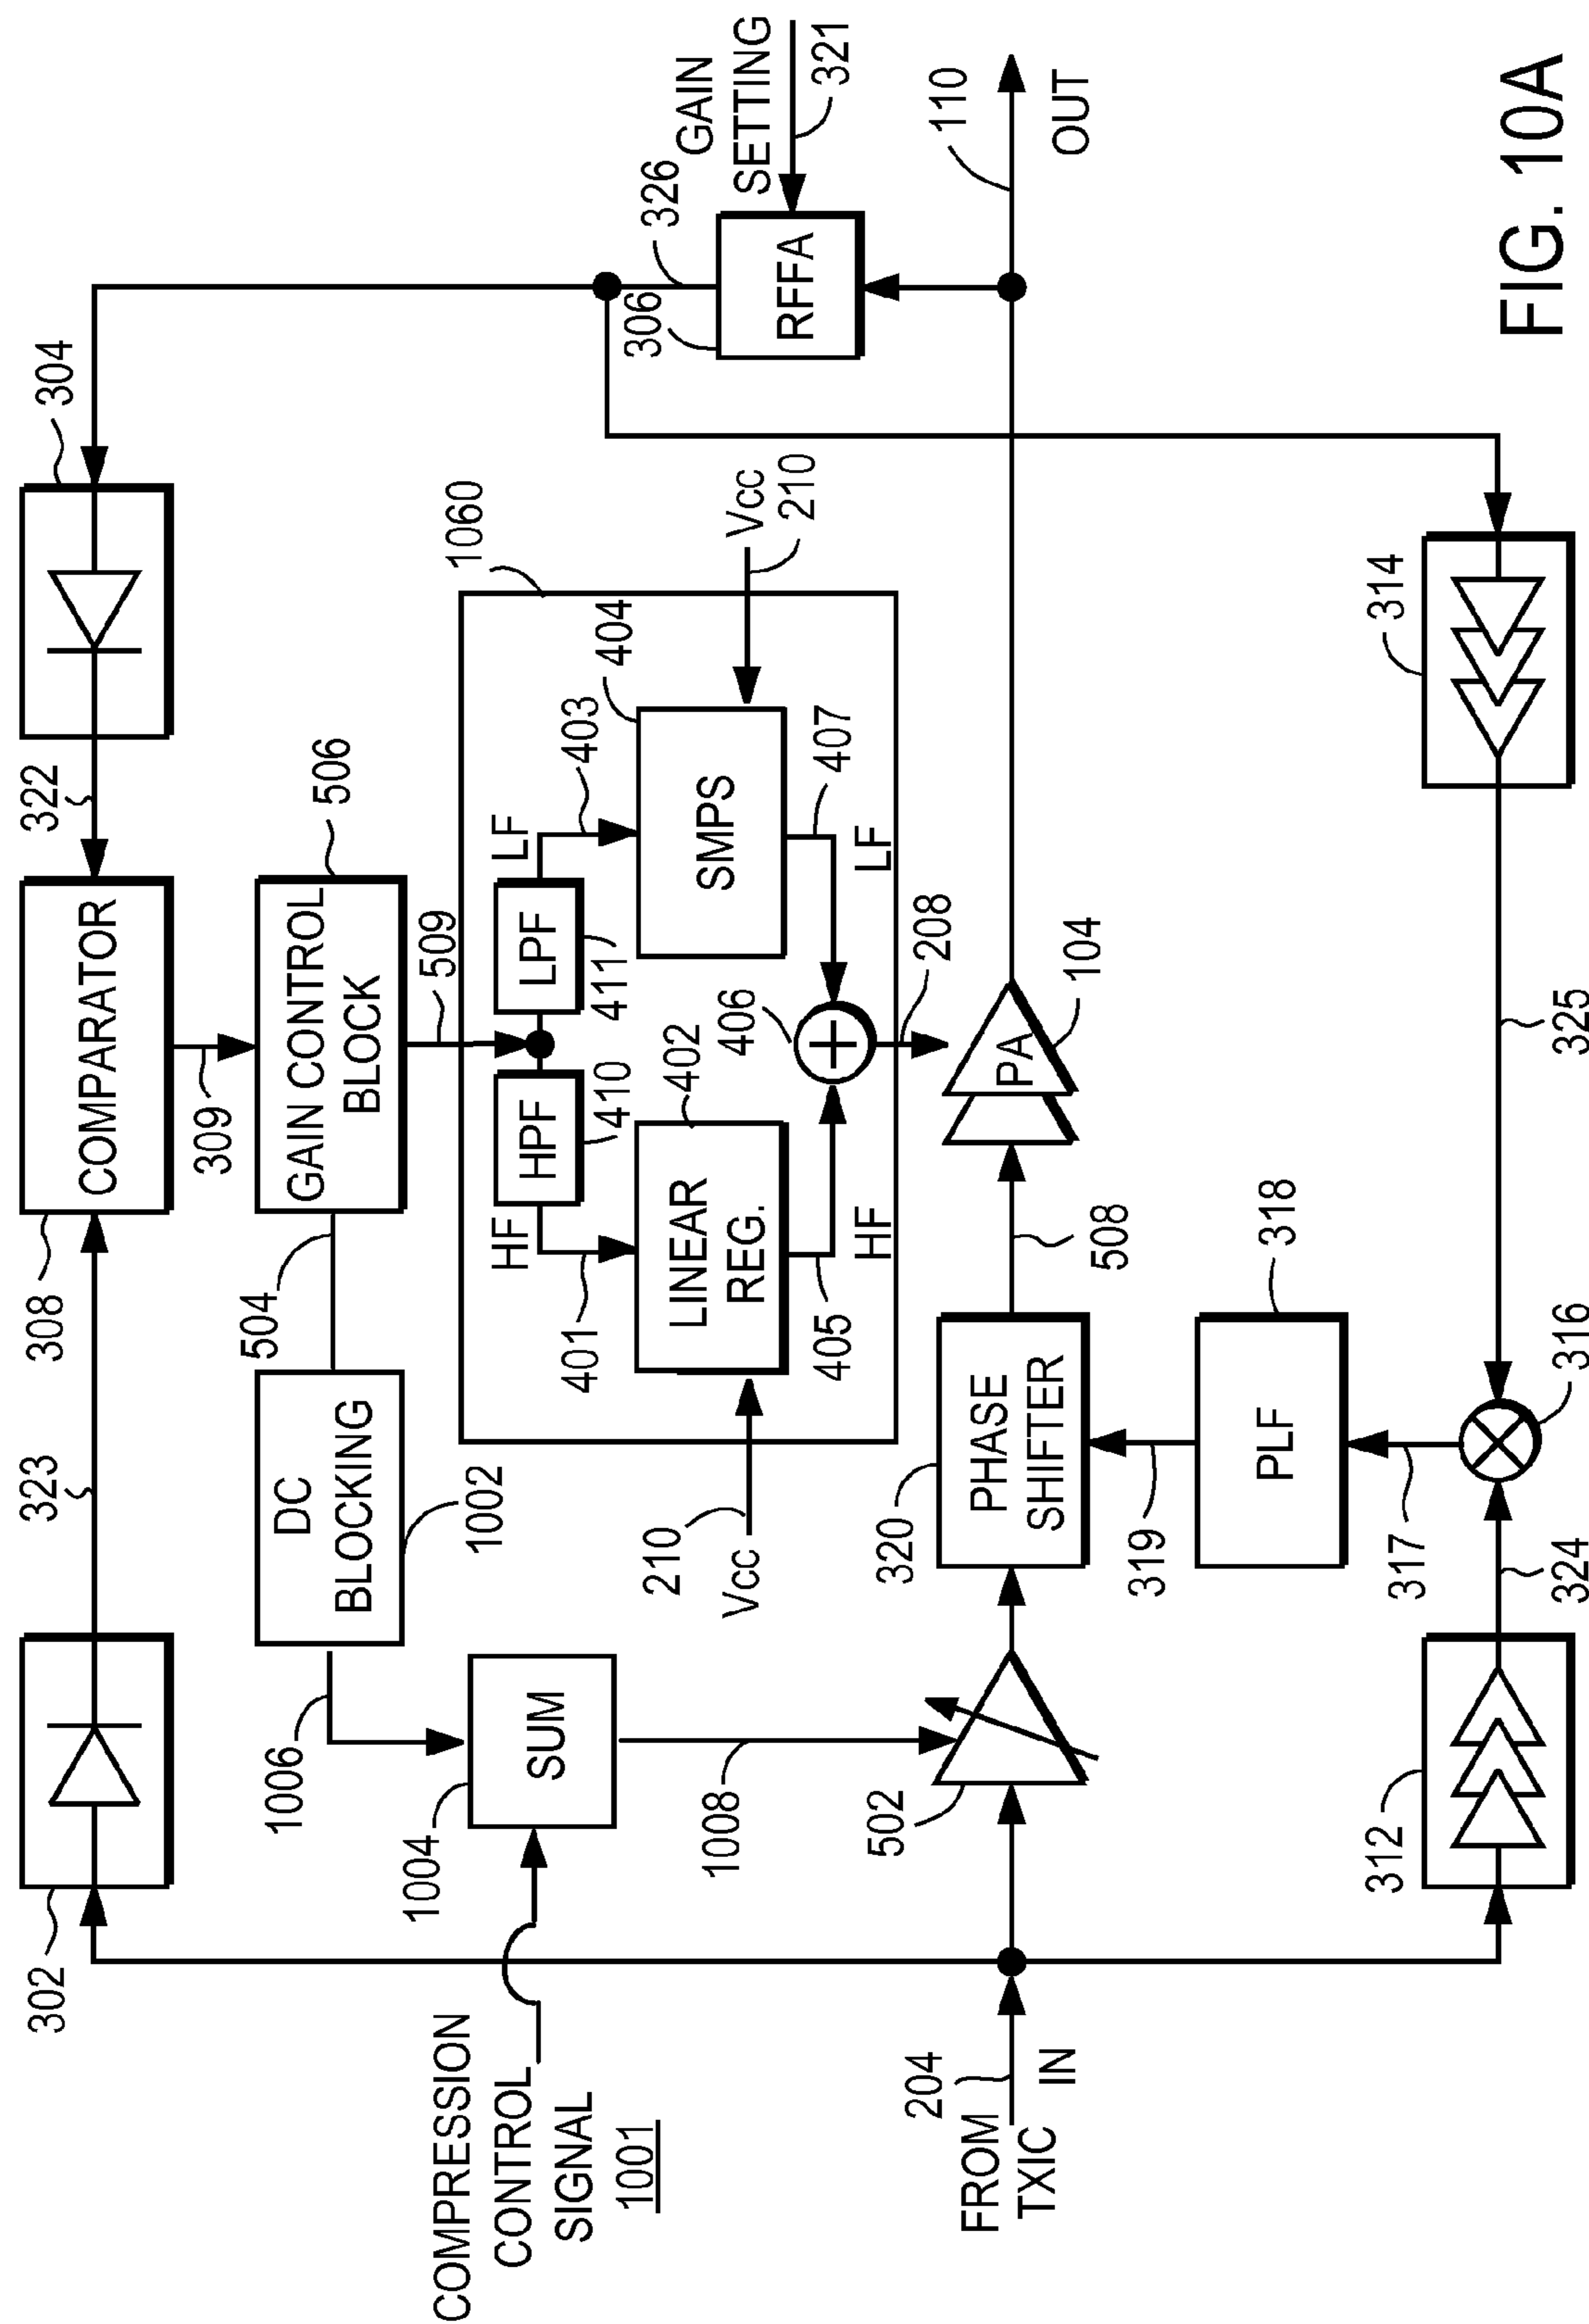 302
323
308
COMPARATOR
322
304
309
504
GAIN CONTROL
BLOCK
506
DC
BLOCKING
1002
1006
509
1060
COMPRESSION
CONTROL
SIGNAL
1001
1004
SUM
1008
HF
HPF
410
LPF
411
LF
403
404
401
LINEAR
REG.
402
SMPS
210
Vcc
Vcc
210
405
HF
406
407
LF
208
306
326
RFFA
GAIN
SETTING
321
FROM
TXIC
204
IN
502
320
PHASE
SHIFTER
508
PA
104
110
OUT
319
PLF
318
317
312
324
316
325
314
FIG. 10A